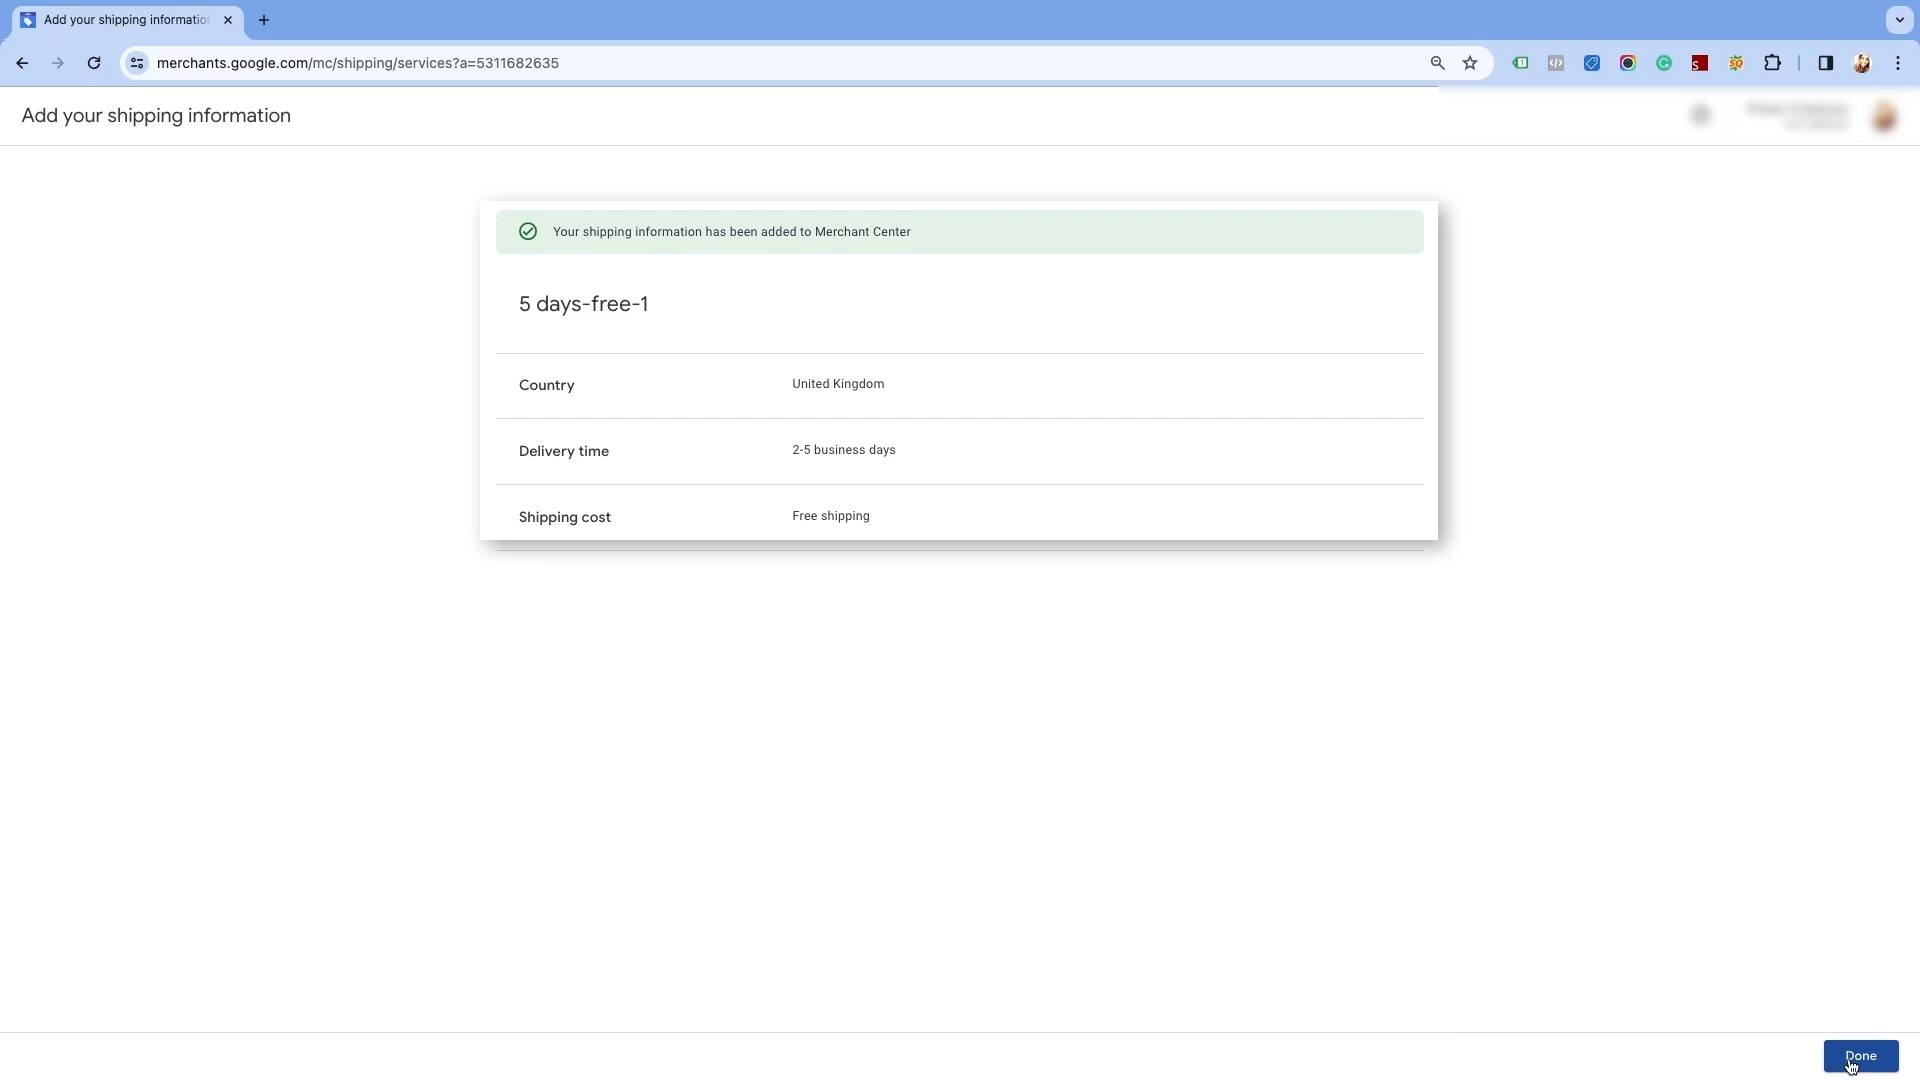 Add your shipping informatio
merchants.google.com/mc/shipping/services?a=5311682635
Add your shipping information
Your shipping information has been added to Merchant Center
5 days-free-1
Country
United Kingdom
Delivery time
2-5 business days
Shipping cost
Free shipping
Done